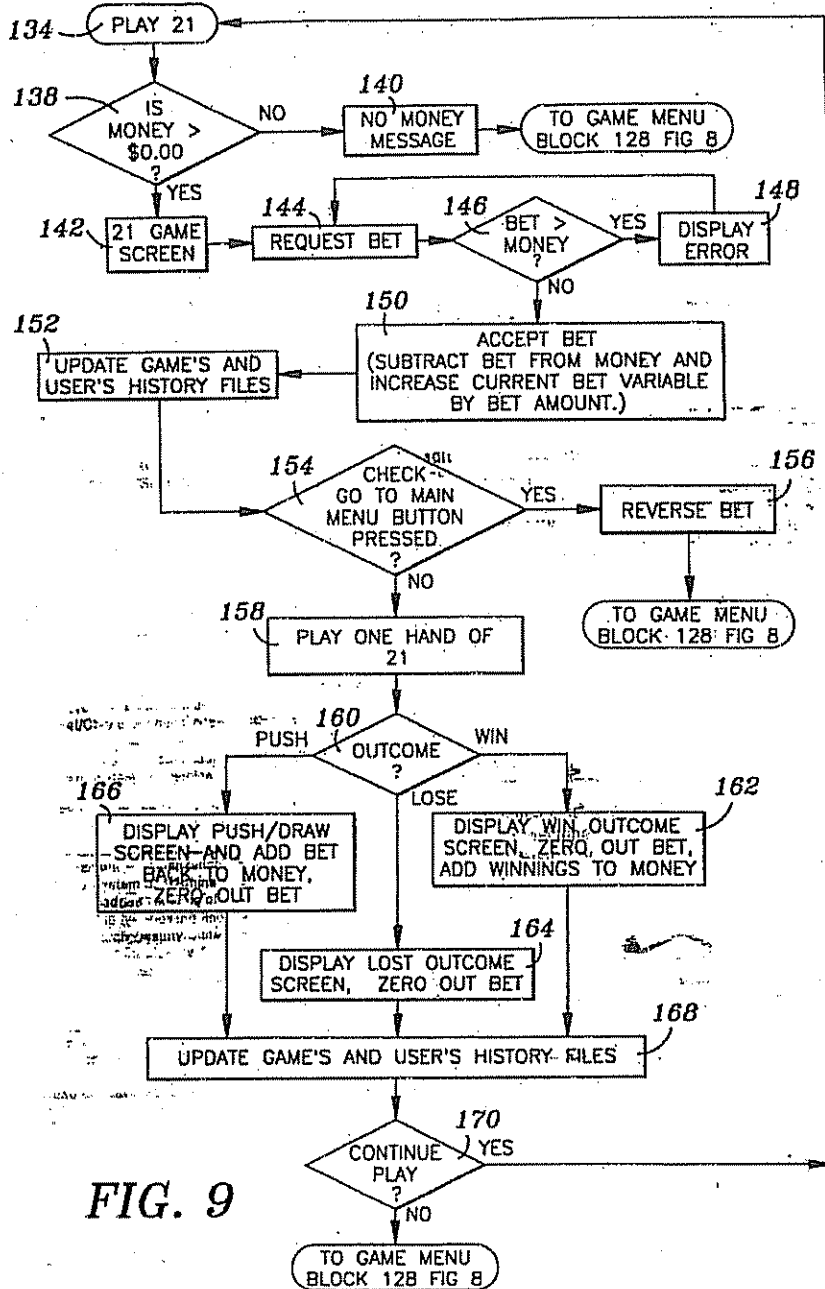 134
PLAY 21
138
IS
MONEY >
$0.00
?
NO
YES
140
NO MONEY
MESSAGE
TO GAME MENU
BLOCK 128 FIG 8
142
21 GAME
SCREEN
144
REQUEST BET
146
BET >
MONEY
?
YES
NO
148
DISPLAY
ERROR
150
ACCEPT BET
(SUBTRACT BET FROM MONEY AND
INCREASE CURRENT BET VARIABLE
BY BET AMOUNT.)
152
UPDATE GAME'S AND
USER'S HISTORY FILES
154
CHECK
GO TO MAIN
MENU BUTTON
PRESSED
?
YES
NO
156
REVERSE BET
TO GAME MENU
BLOCK 128 FIG 8
158
PLAY ONE HAND OF
21
160
OUTCOME
?
PUSH
WIN
LOSE
166
DISPLAY PUSH/DRAW
SCREEN AND ADD BET
BACK TO MONEY,
ZERO OUT BET
162
DISPLAY WIN OUTCOME
SCREEN, ZERO OUT BET,
ADD WINNINGS TO MONEY
164
DISPLAY LOST OUTCOME
SCREEN, ZERO OUT BET
168
UPDATE GAME'S AND USER'S HISTORY FILES
170
CONTINUE
PLAY
?
YES
NO
FIG. 9
TO GAME MENU
BLOCK 128 FIG 8